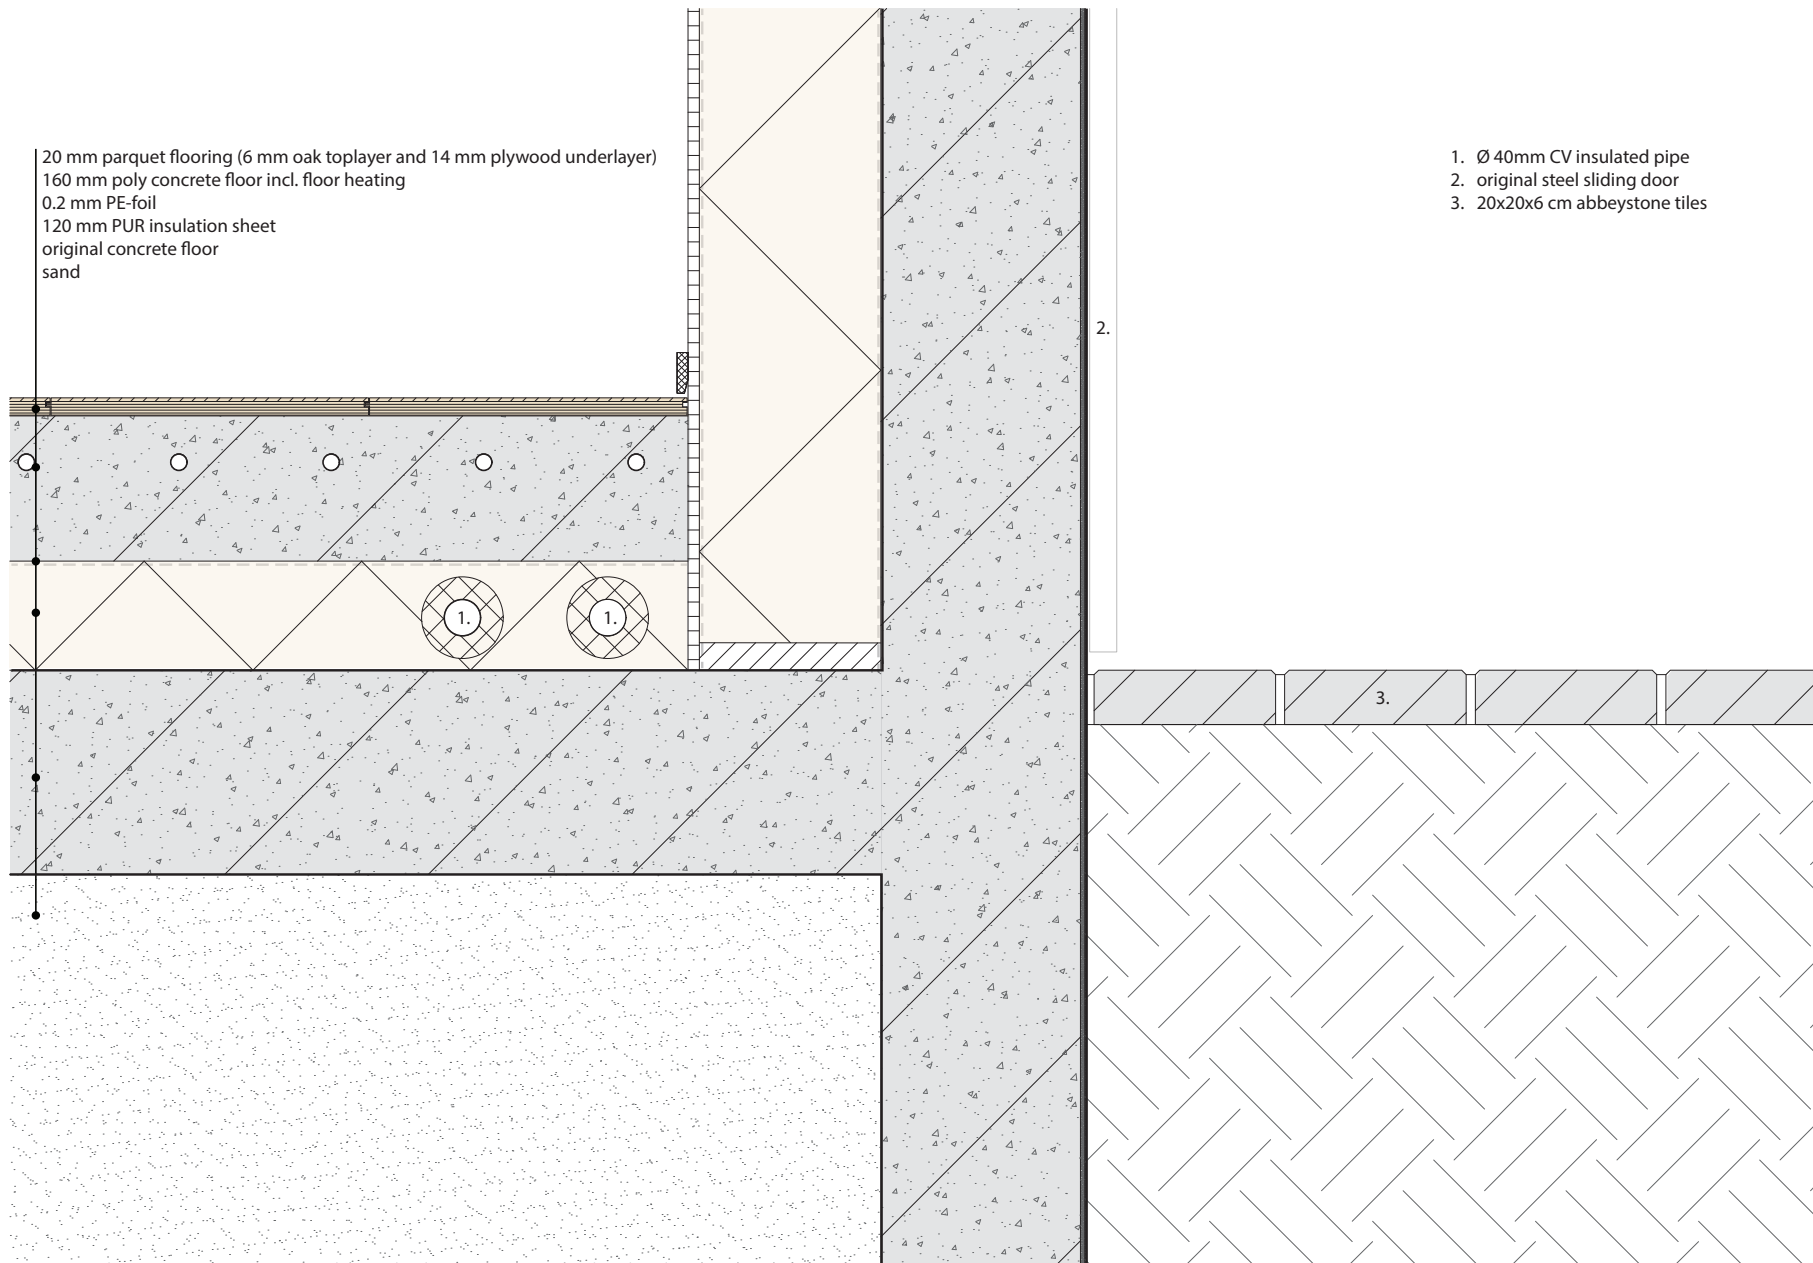 20 mm parquet flooring (6 mm oak toplayer and 14 mm plywood underlayer)
160 mm poly concrete floor incl. floor heating
0.2 mm PE-foil
120 mm PUR insulation sheet
original concrete floor
sand
1. Ø 40mm CV insulated pipe
2. original steel sliding door
3. 20x20x6 cm abbeystone tiles
2.
1.
1.
3.